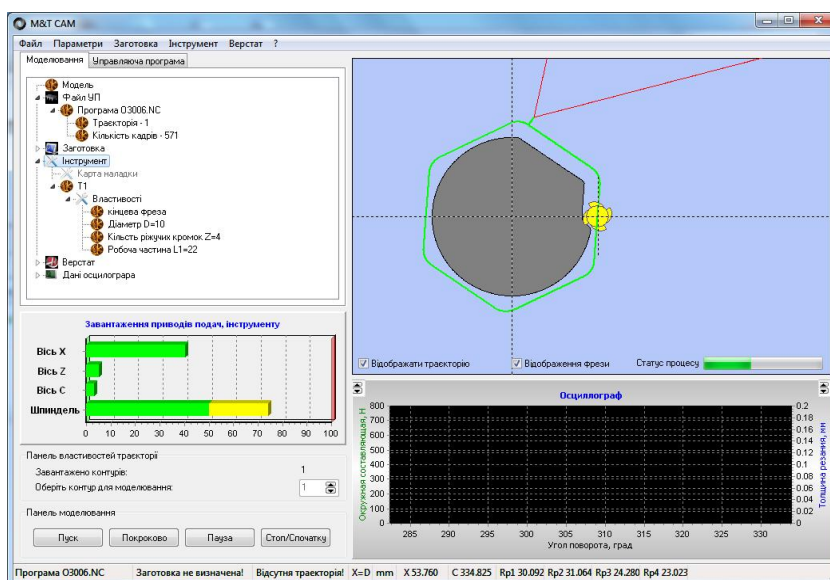 M&T CAM
Файл Параметри Заготовка Інструмент Верстат ?
Моделювання Управляюча програма
Модель
Файл УП
Програма О3006.NC
Траєкторія - 1
Кількість кадрів - 571
Заготовка
Інструмент
Карта наладки
Т1
Властивості
кінцева фреза
Діаметр D=10
Кілість ріжучих кромок Z=4
Робоча частина L1=22
Верстат
Дані осцилограра
Завантаження приводів подач, інструменту
Вісь X
Вісь Z
Вісь C
Шпиндель
0 10 20 30 40 50 60 70 80 90 100
Панель властивостей траєкторії
Завантажено контурів: 1
Оберіть контур для моделювання: 1
Панель моделювання
Пуск Покроково Пауза Стоп/Спочатку
Відображати траєкторію Відображення фрези Статус процесу
Осциллограф
Окружная составляющая, Н
800
700
600
500
400
300
200
100
0
0.2
0.18
0.16
0.14
0.12
0.1
0.08
0.06
0.04
0.02
0
Толщина резания, мм
285 290 295 300 305 310 315 320 325 330
Угол поворота, град
Програма О3006.NC Заготовка не визначена! Відсутня траєкторія! X=D mm X 53.760 C 334.825 Rp1 30.092 Rp2 31.064 Rp3 24.280 Rp4 23.023